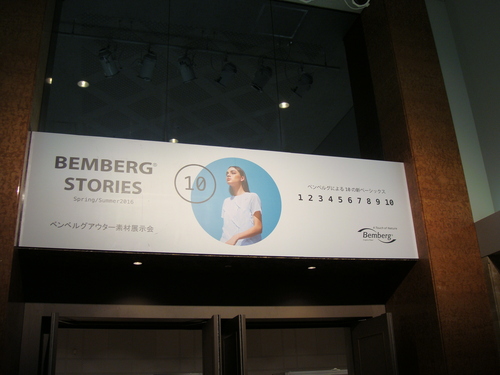 BEMBERG®
STORIES
Spring/Summer2018
ベンベルグアウター素材展示会
10
ベンベルグによる10の新ベーシックス
1 2 3 4 5 6 7 8 9 10
Bemberg